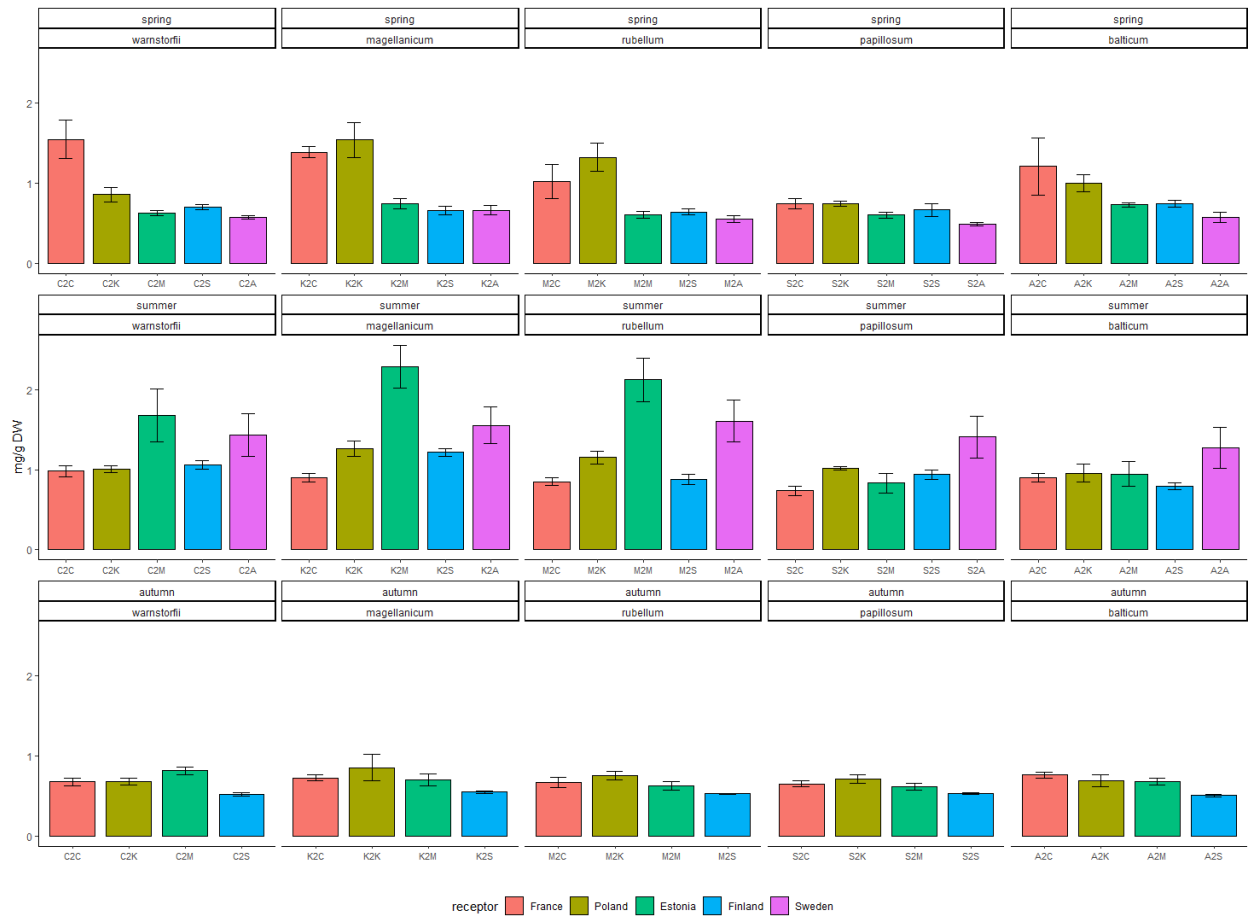 spring spring spring spring spring
warnstorfii magellanicum rubellum papillosum balticum
2
1
0
C2C C2K C2M C2S C2A K2C K2K K2M K2S K2A M2C M2K M2M M2S M2A S2C S2K S2M S2S S2A A2C A2K A2M A2S A2A
summer summer summer summer summer
warnstorfii magellanicum rubellum papillosum balticum
2
mg/g DW
1
0
C2C C2K C2M C2S C2A K2C K2K K2M K2S K2A M2C M2K M2M M2S M2A S2C S2K S2M S2S S2A A2C A2K A2M A2S A2A
autumn autumn autumn autumn autumn
warnstorfii magellanicum rubellum papillosum balticum
2
1
0
C2C C2K C2M C2S K2C K2K K2M K2S M2C M2K M2M M2S S2C S2K S2M S2S A2C A2K A2M A2S
receptor France Poland Estonia Finland Sweden